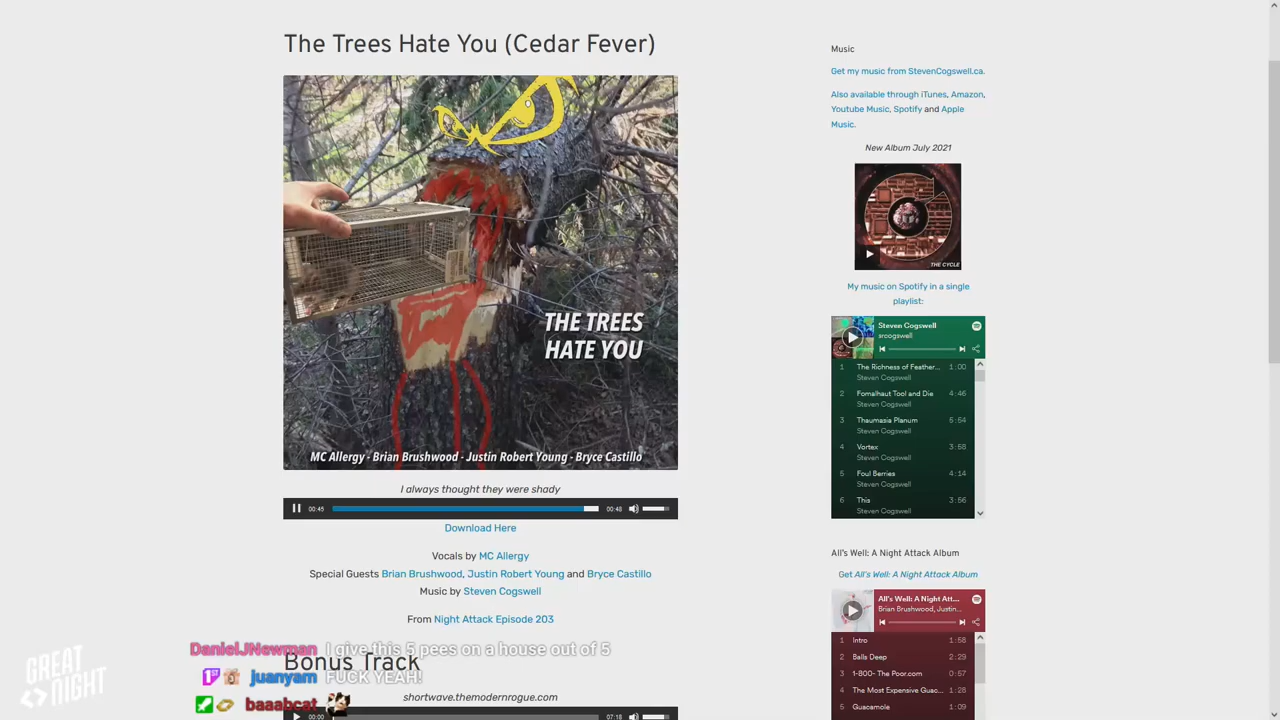 The Trees Hate You (Cedar Fever)
THE TREES
HATE YOU
MC Allergy - Brian Brushwood - Justin Robert Young - Bryce Castillo
I always thought they were shady
00:45
00:48
Download Here
Vocals by MC Allergy
Special Guests Brian Brushwood, Justin Robert Young and Bryce Castillo
Music by Steven Cogswell
From Night Attack Episode 203
Bonus Track
shortwave.themodernrogue.com
00:00
07:18
DanielJNewman I give this 5 pees on a house out of 5
juanyam FUCK YEAH!
baaabcat
GREAT
NIGHT
Music
Get my music from StevenCogswell.ca.
Also available through iTunes, Amazon,
Youtube Music, Spotify and Apple
Music.
New Album July 2021
THE CYCLE
My music on Spotify in a single
playlist:
Steven Cogswell
srcogswell
1 The Richness of Feather... 1:00
Steven Cogswell
2 Fomalhaut Tool and Die 4:46
Steven Cogswell
3 Thaumasia Planum 5:54
Steven Cogswell
4 Vortex 3:58
Steven Cogswell
5 Foul Berries 4:14
Steven Cogswell
6 This 3:56
Steven Cogswell
All's Well: A Night Attack Album
Get All's Well: A Night Attack Album
All's Well: A Night Att...
Brian Brushwood, Justin...
1 Intro 1:58
2 Balls Deep 2:29
3 1-800- The Poor.com 0:57
4 The Most Expensive Guac... 1:28
5 Guacamola 1:09